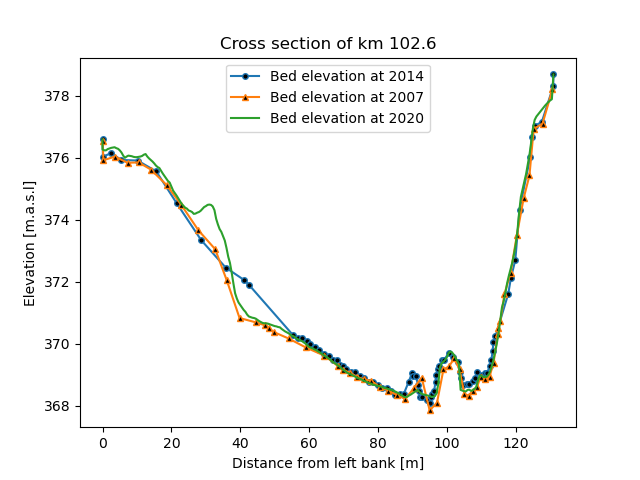 Cross section of km 102.6
Bed elevation at 2014
Bed elevation at 2007
Bed elevation at 2020
Elevation [m.a.s.l]
378
376
374
372
370
368
0 20 40 60 80 100 120
Distance from left bank [m]